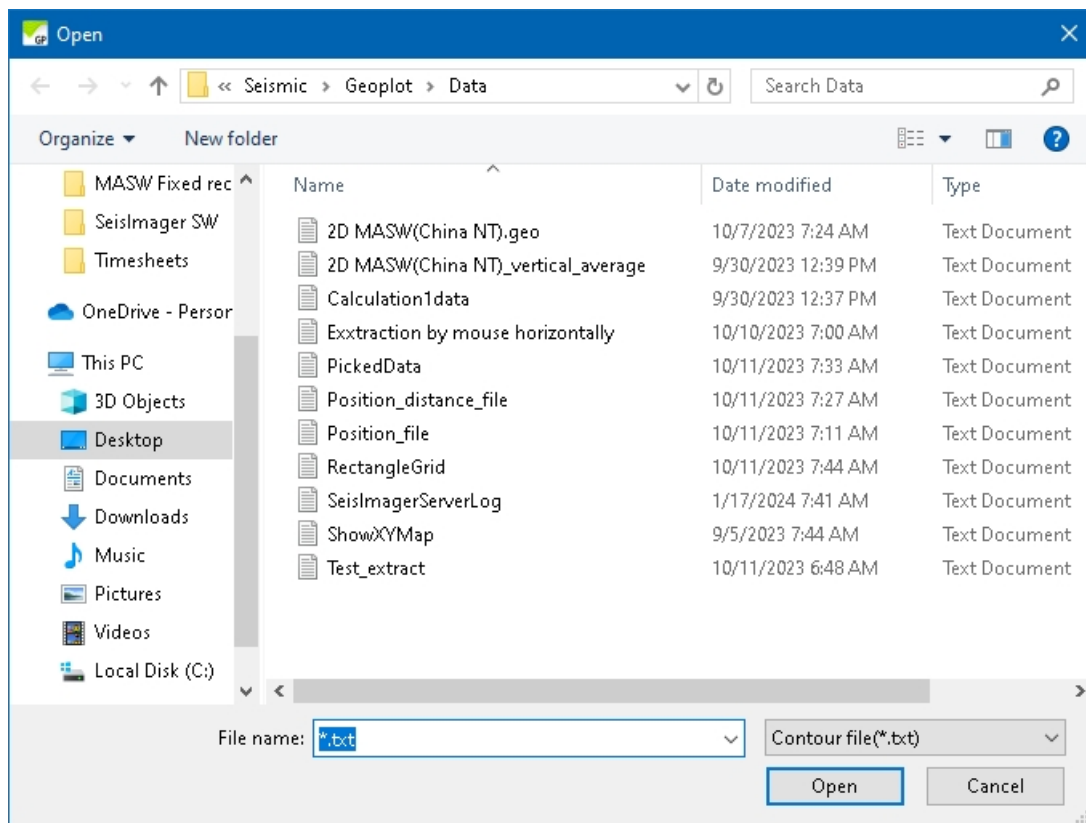 GP Open
« Seismic > Geoplot > Data
Search Data
Organize
New folder
?
MASW Fixed rec
SeisImager SW
Timesheets
OneDrive - Person
This PC
3D Objects
Desktop
Documents
Downloads
Music
Pictures
Videos
Local Disk (C:)
Name Date modified Type
2D MASW(China NT).geo 10/7/2023 7:24 AM Text Document
2D MASW(China NT)_vertical_average 9/30/2023 12:39 PM Text Document
Calculation1data 9/30/2023 12:37 PM Text Document
Exxtraction by mouse horizontally 10/10/2023 7:00 AM Text Document
PickedData 10/11/2023 7:33 AM Text Document
Position_distance_file 10/11/2023 7:27 AM Text Document
Position_file 10/11/2023 7:11 AM Text Document
RectangleGrid 10/11/2023 7:44 AM Text Document
SeisImagerServerLog 1/17/2024 7:41 AM Text Document
ShowXYMap 9/5/2023 7:44 AM Text Document
Test_extract 10/11/2023 6:48 AM Text Document
File name: *.txt Contour file(*.txt)
Open Cancel